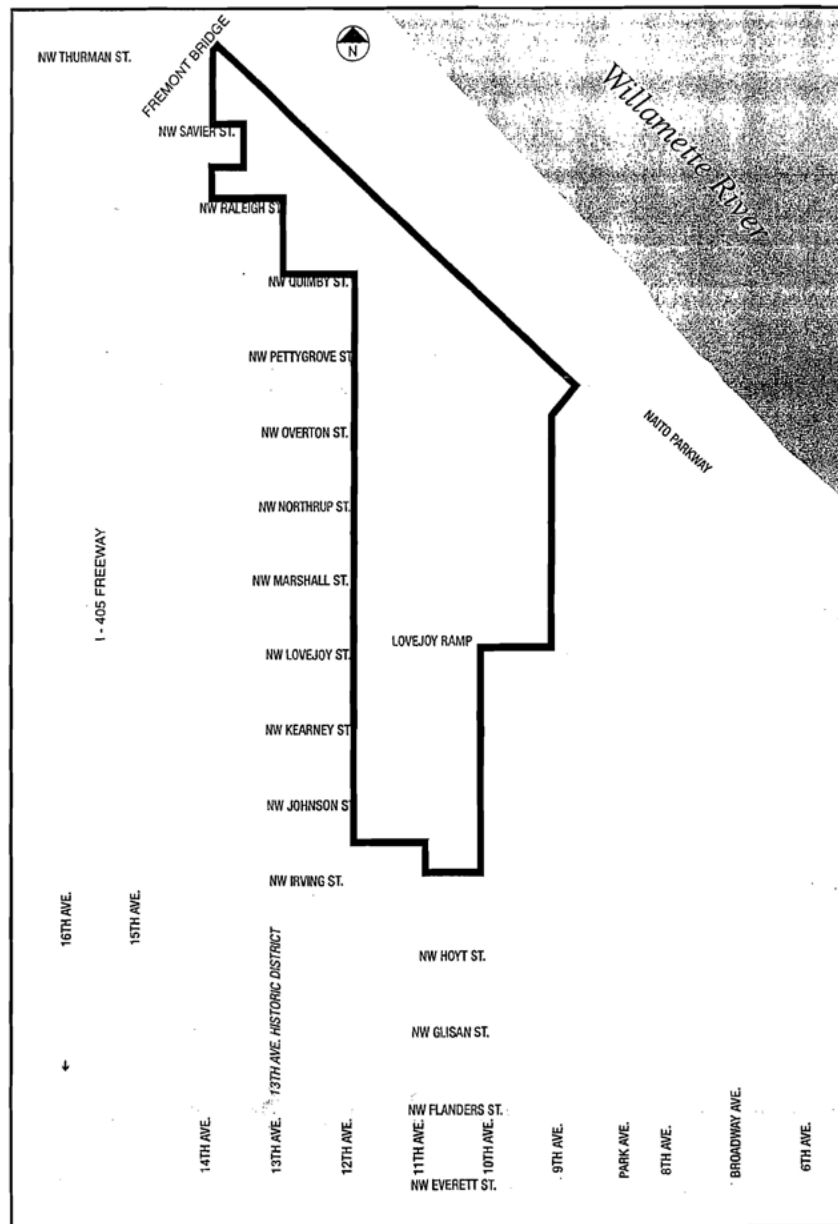 NW THURMAN ST.
FREMONT BRIDGE
N
Willamette River
NW SAVIER ST.
NW RALEIGH ST.
NW QUIMBY ST.
NW PETTYGROVE ST
NW OVERTON ST.
NAITO PARKWAY
NW NORTHRUP ST.
I - 405 FREEWAY
NW MARSHALL ST.
LOVEJOY RAMP
NW LOVEJOY ST.
NW KEARNEY ST.
NW JOHNSON ST
NW IRVING ST.
16TH AVE.
15TH AVE.
13TH AVE. HISTORIC DISTRICT
NW HOYT ST.
NW GLISAN ST.
NW FLANDERS ST.
14TH AVE.
13TH AVE.
12TH AVE.
11TH AVE.
10TH AVE.
9TH AVE.
PARK AVE.
8TH AVE.
BROADWAY AVE.
6TH AVE.
NW EVERETT ST.